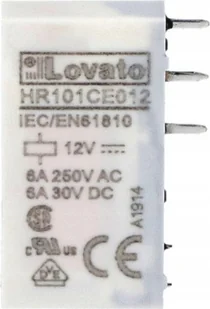 Lovato
HR101CE012
IEC/EN61810
12V
6A 250V AC
6A 30V DC
A1914